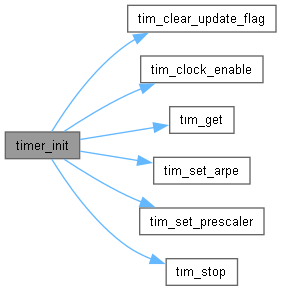 tim_clear_update_flag
tim_clock_enable
tim_get
timer_init
tim_set_arpe
tim_set_prescaler
tim_stop